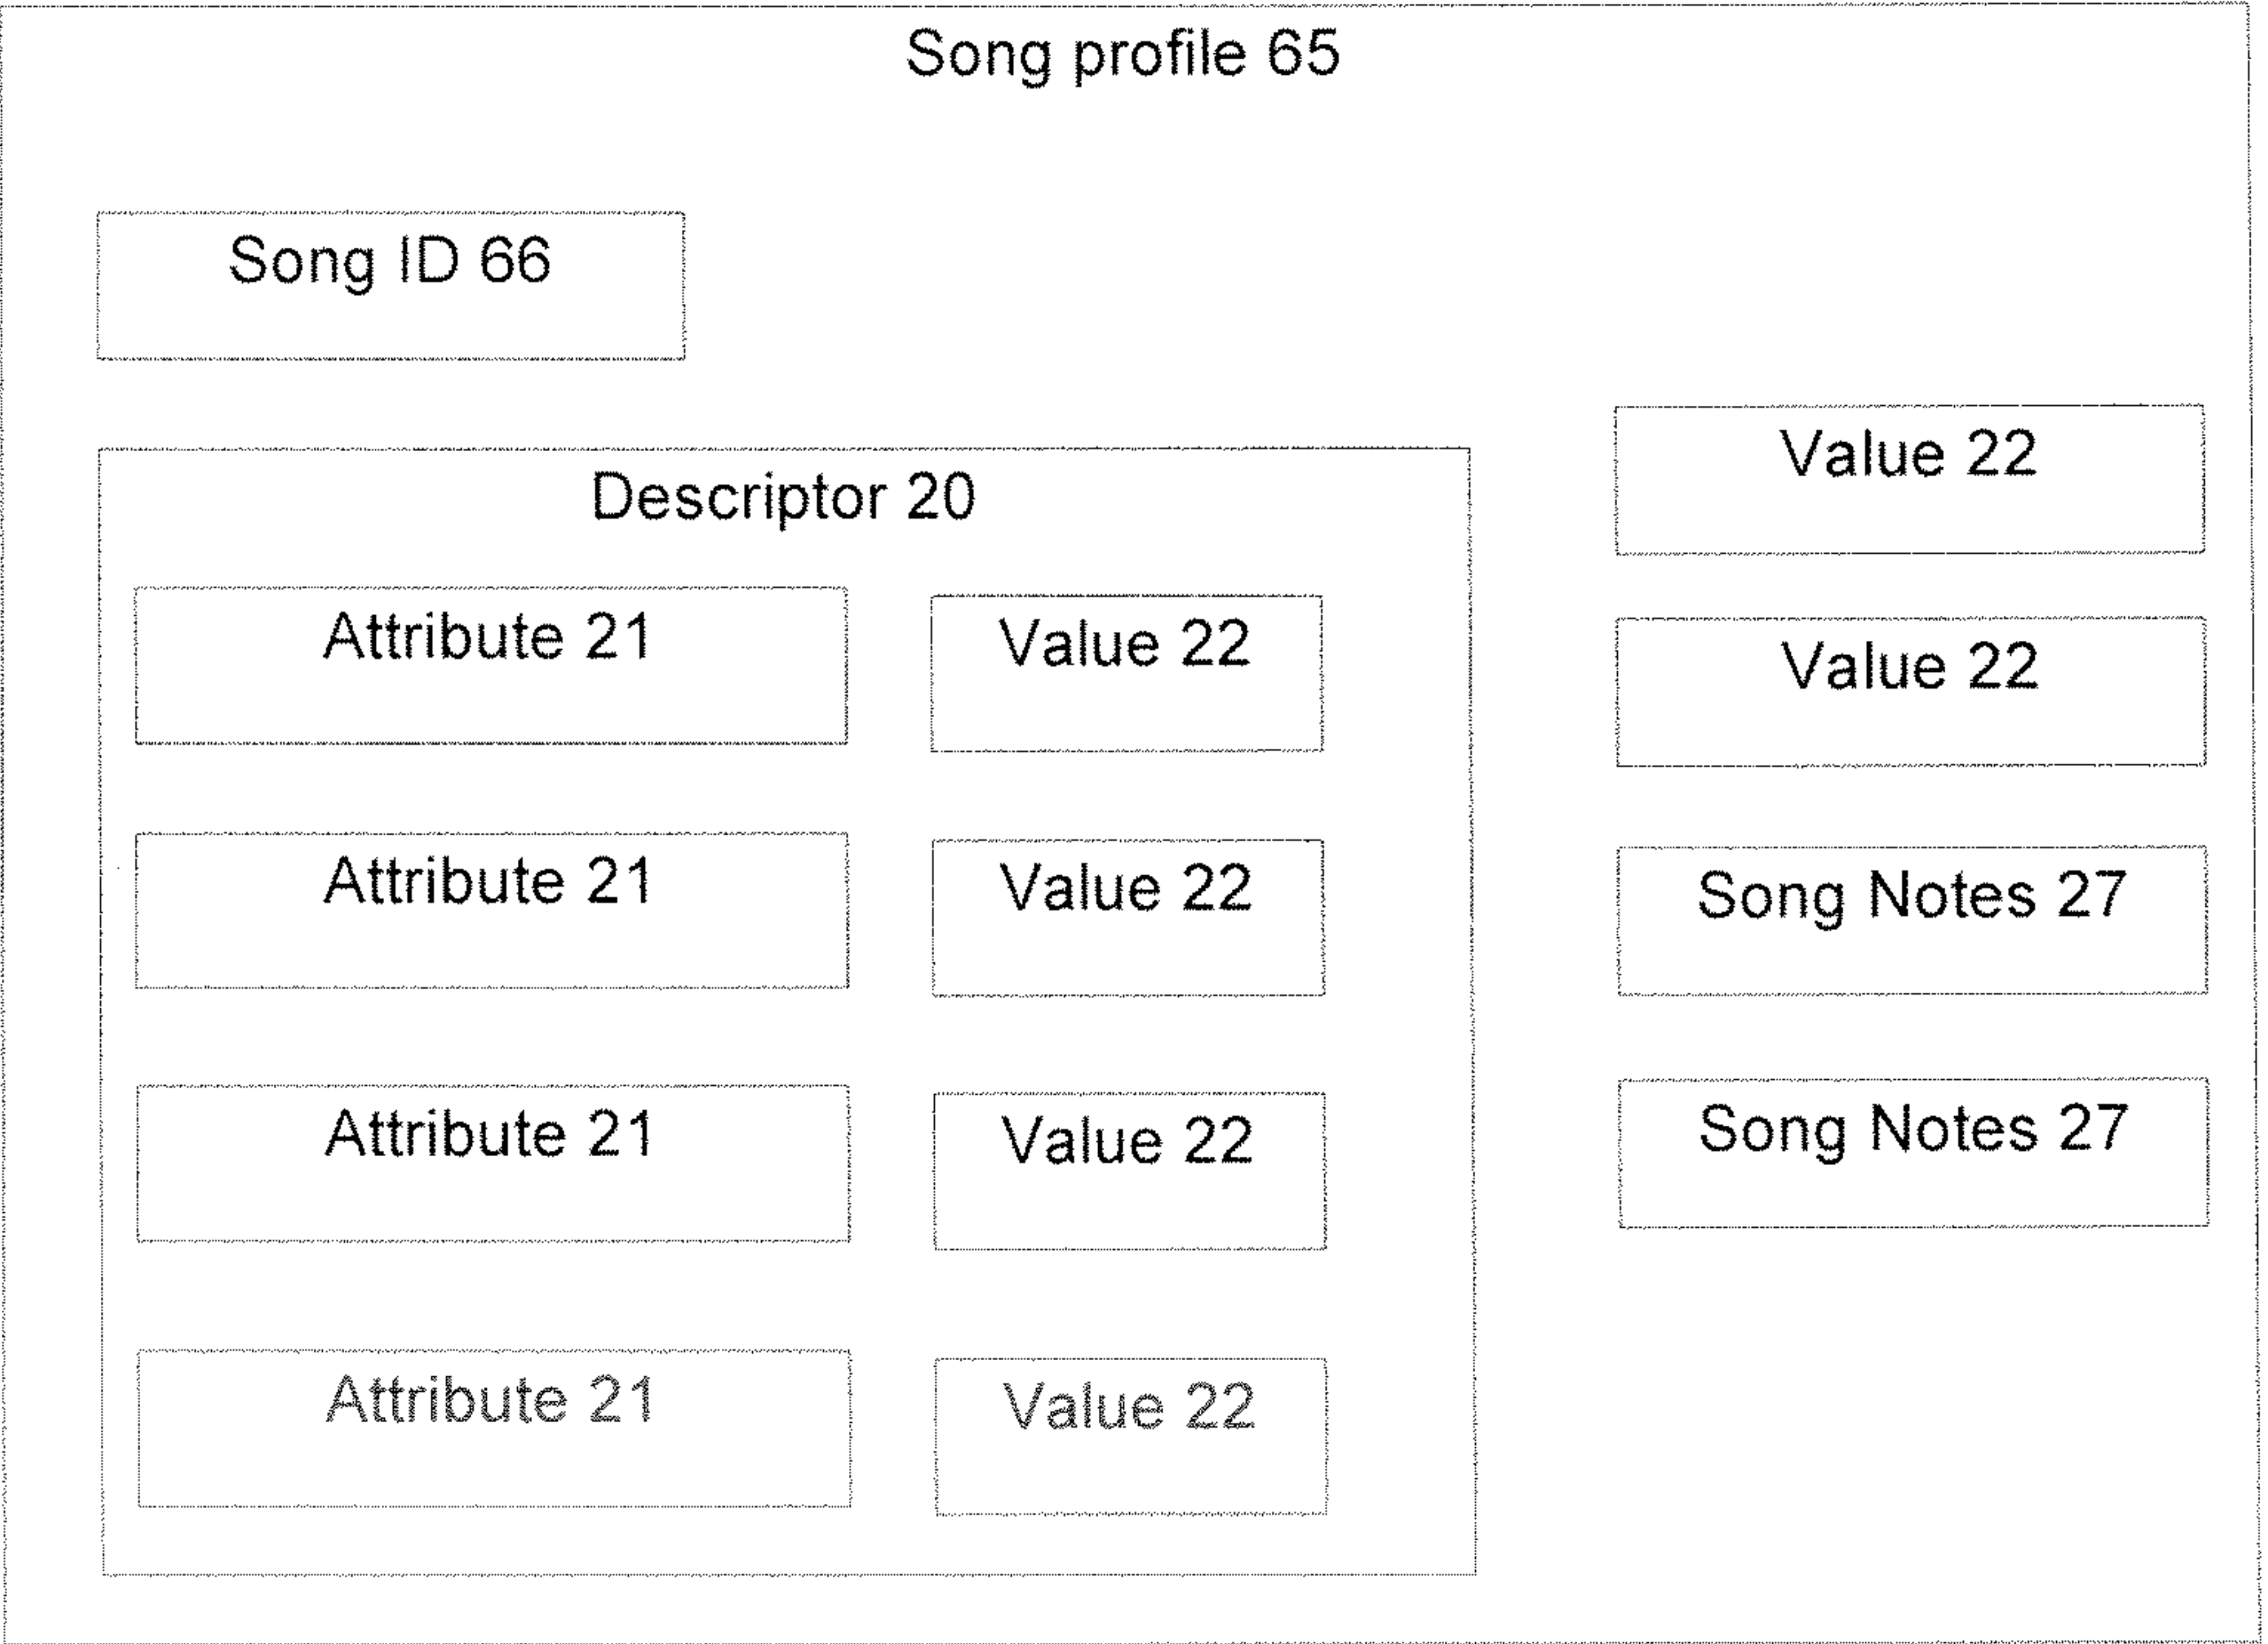 Song profile 65
Song ID 66
Descriptor 20
Attribute 21
Value 22
Attribute 21
Value 22
Attribute 21
Value 22
Attribute 21
Value 22
Value 22
Value 22
Song Notes 27
Song Notes 27